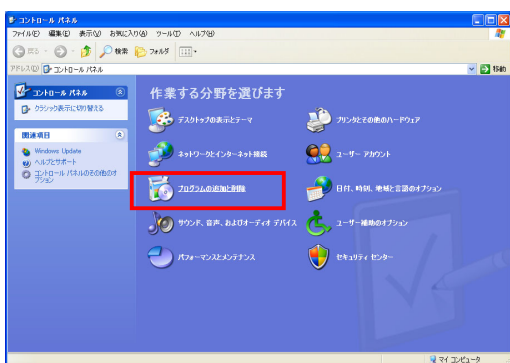 コントロール パネル
ファイル(F) 編集(E) 表示(V) お気に入り(A) ツール(T) ヘルプ(H)
戻る 検索 フォルダ
アドレス(D) コントロール パネル 移動
コントロール パネル
クラシック表示に切り替える
関連項目
Windows Update
ヘルプとサポート
コントロール パネルのその他のオプション
作業する分野を選びます
デスクトップの表示とテーマ
プリンタとその他のハードウェア
ネットワークとインターネット接続
ユーザー アカウント
プログラムの追加と削除
日付、時刻、地域と言語のオプション
サウンド、音声、およびオーディオ デバイス
ユーザー補助のオプション
パフォーマンスとメンテナンス
セキュリティ センター
マイ コンピュータ